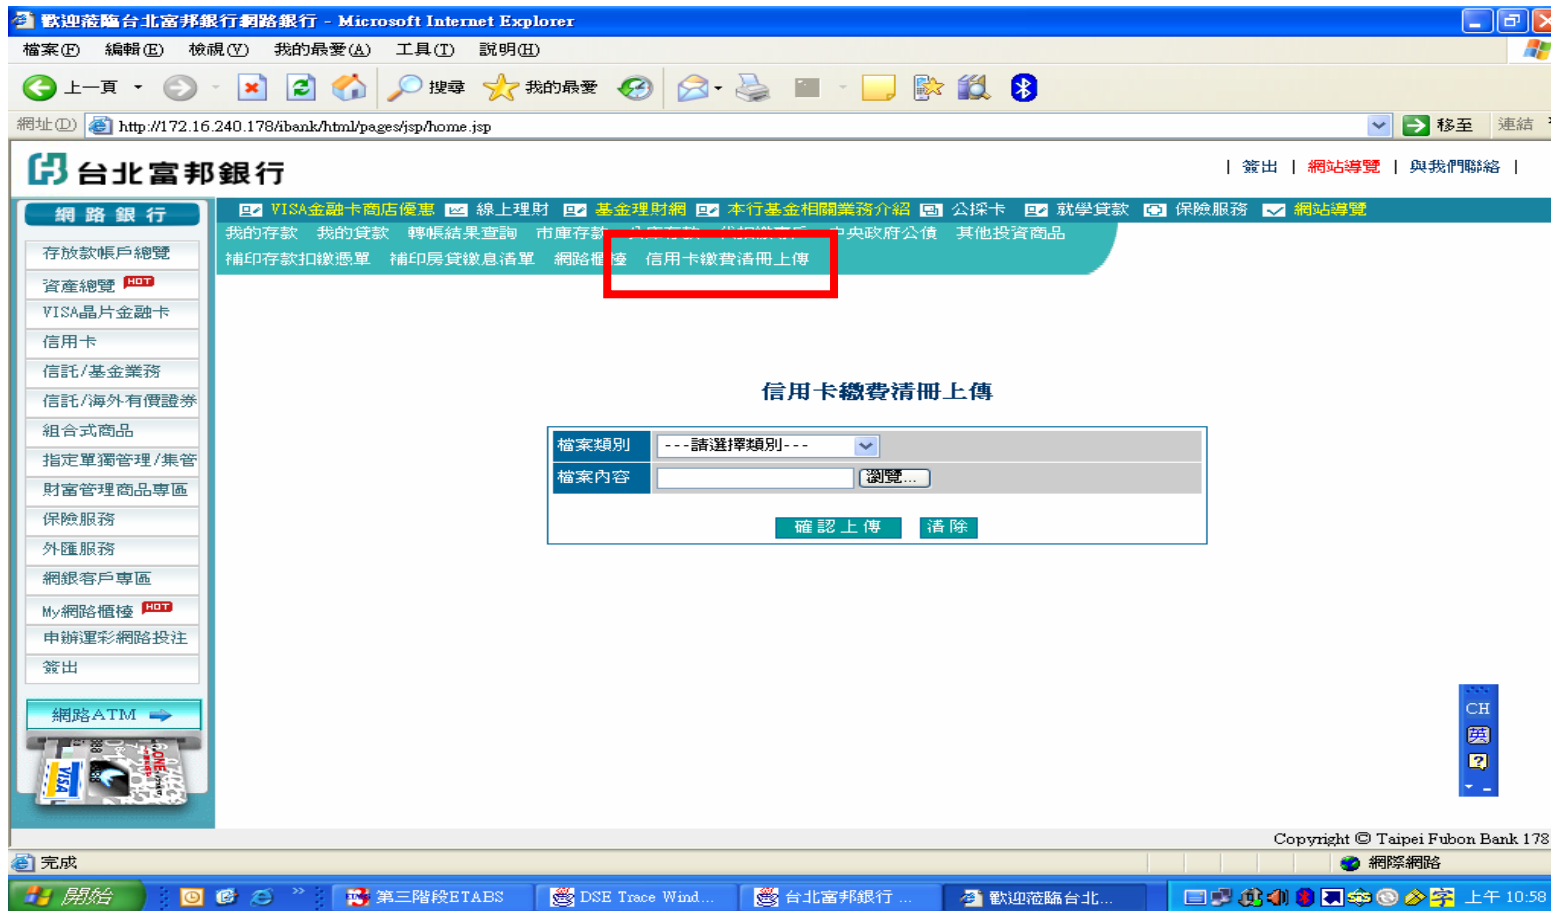 歡迎蒞臨台北富邦銀行網路銀行 - Microsoft Internet Explorer
檔案(F) 編輯(E) 檢視(V) 我的最愛(A) 工具(T) 說明(H)
上一頁 搜尋 我的最愛
網址(D) http://172.16.240.178/ibank/html/pages/jsp/home.jsp 移至 連結
台北富邦銀行
| 簽出 | 網站導覽 | 與我們聯絡 |
網路銀行
VISA金融卡商店優惠 線上理財 基金理財網 本行基金相關業務介紹 公採卡 就學貸款 保險服務 網站導覽
我的存款 我的貸款 轉帳結果查詢 市庫存款 中央政府公債 其他投資商品
補印存款扣繳憑單 補印房貸繳息清單 網路櫃檯 信用卡繳費清冊上傳
存放款帳戶總覽
資產總覽 HOT
VISA晶片金融卡
信用卡
信託/基金業務
信託/海外有價證券
組合式商品
指定單獨管理/集管
財富管理商品專區
保險服務
外匯服務
網銀客戶專區
My網路櫃檯 HOT
申辦運彩網路投注
簽出
網路ATM
VISA
信用卡繳費清冊上傳
檔案類別 ---請選擇類別---
檔案內容 瀏覽...
確認上傳 清除
CH
英
Copyright © Taipei Fubon Bank 178
完成 網際網路
開始 第三階段ETABS DSE Trace Wind... 台北富邦銀行 ... 歡迎蒞臨台北... 字 上午 10:58